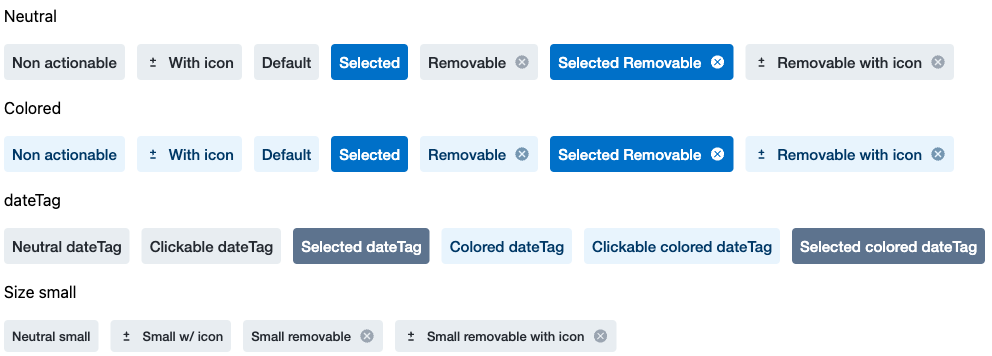 Neutral
Non actionable ± With icon Default Selected Removable Selected Removable ± Removable with icon
Colored
Non actionable ± With icon Default Selected Removable Selected Removable ± Removable with icon
dateTag
Neutral dateTag Clickable dateTag Selected dateTag Colored dateTag Clickable colored dateTag Selected colored dateTag
Size small
Neutral small ± Small w/ icon Small removable ± Small removable with icon